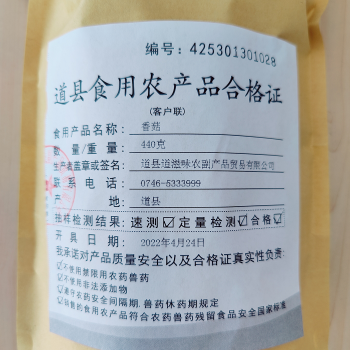 编号:425301301028
道县食用农产品合格证
(客户联)
食用产品名称: 香菇
数量/重量: 440克
生产者盖章或签名: 道县道滋味农副产品贸易有限公司
联系电话: 0746-5333999
产地: 道县
抽样检测结果:速测☑定量检测☑合格☑
开具日期: 2022年4月24日
我承诺对产品质量安全以及合格证真实性负责:
☑不使用禁限用农药兽药
☑不使用非法添加物
☑遵守农药安全间隔期、兽药休药期规定
☑销售的食用农产品符合农药兽药残留食品安全国家标准